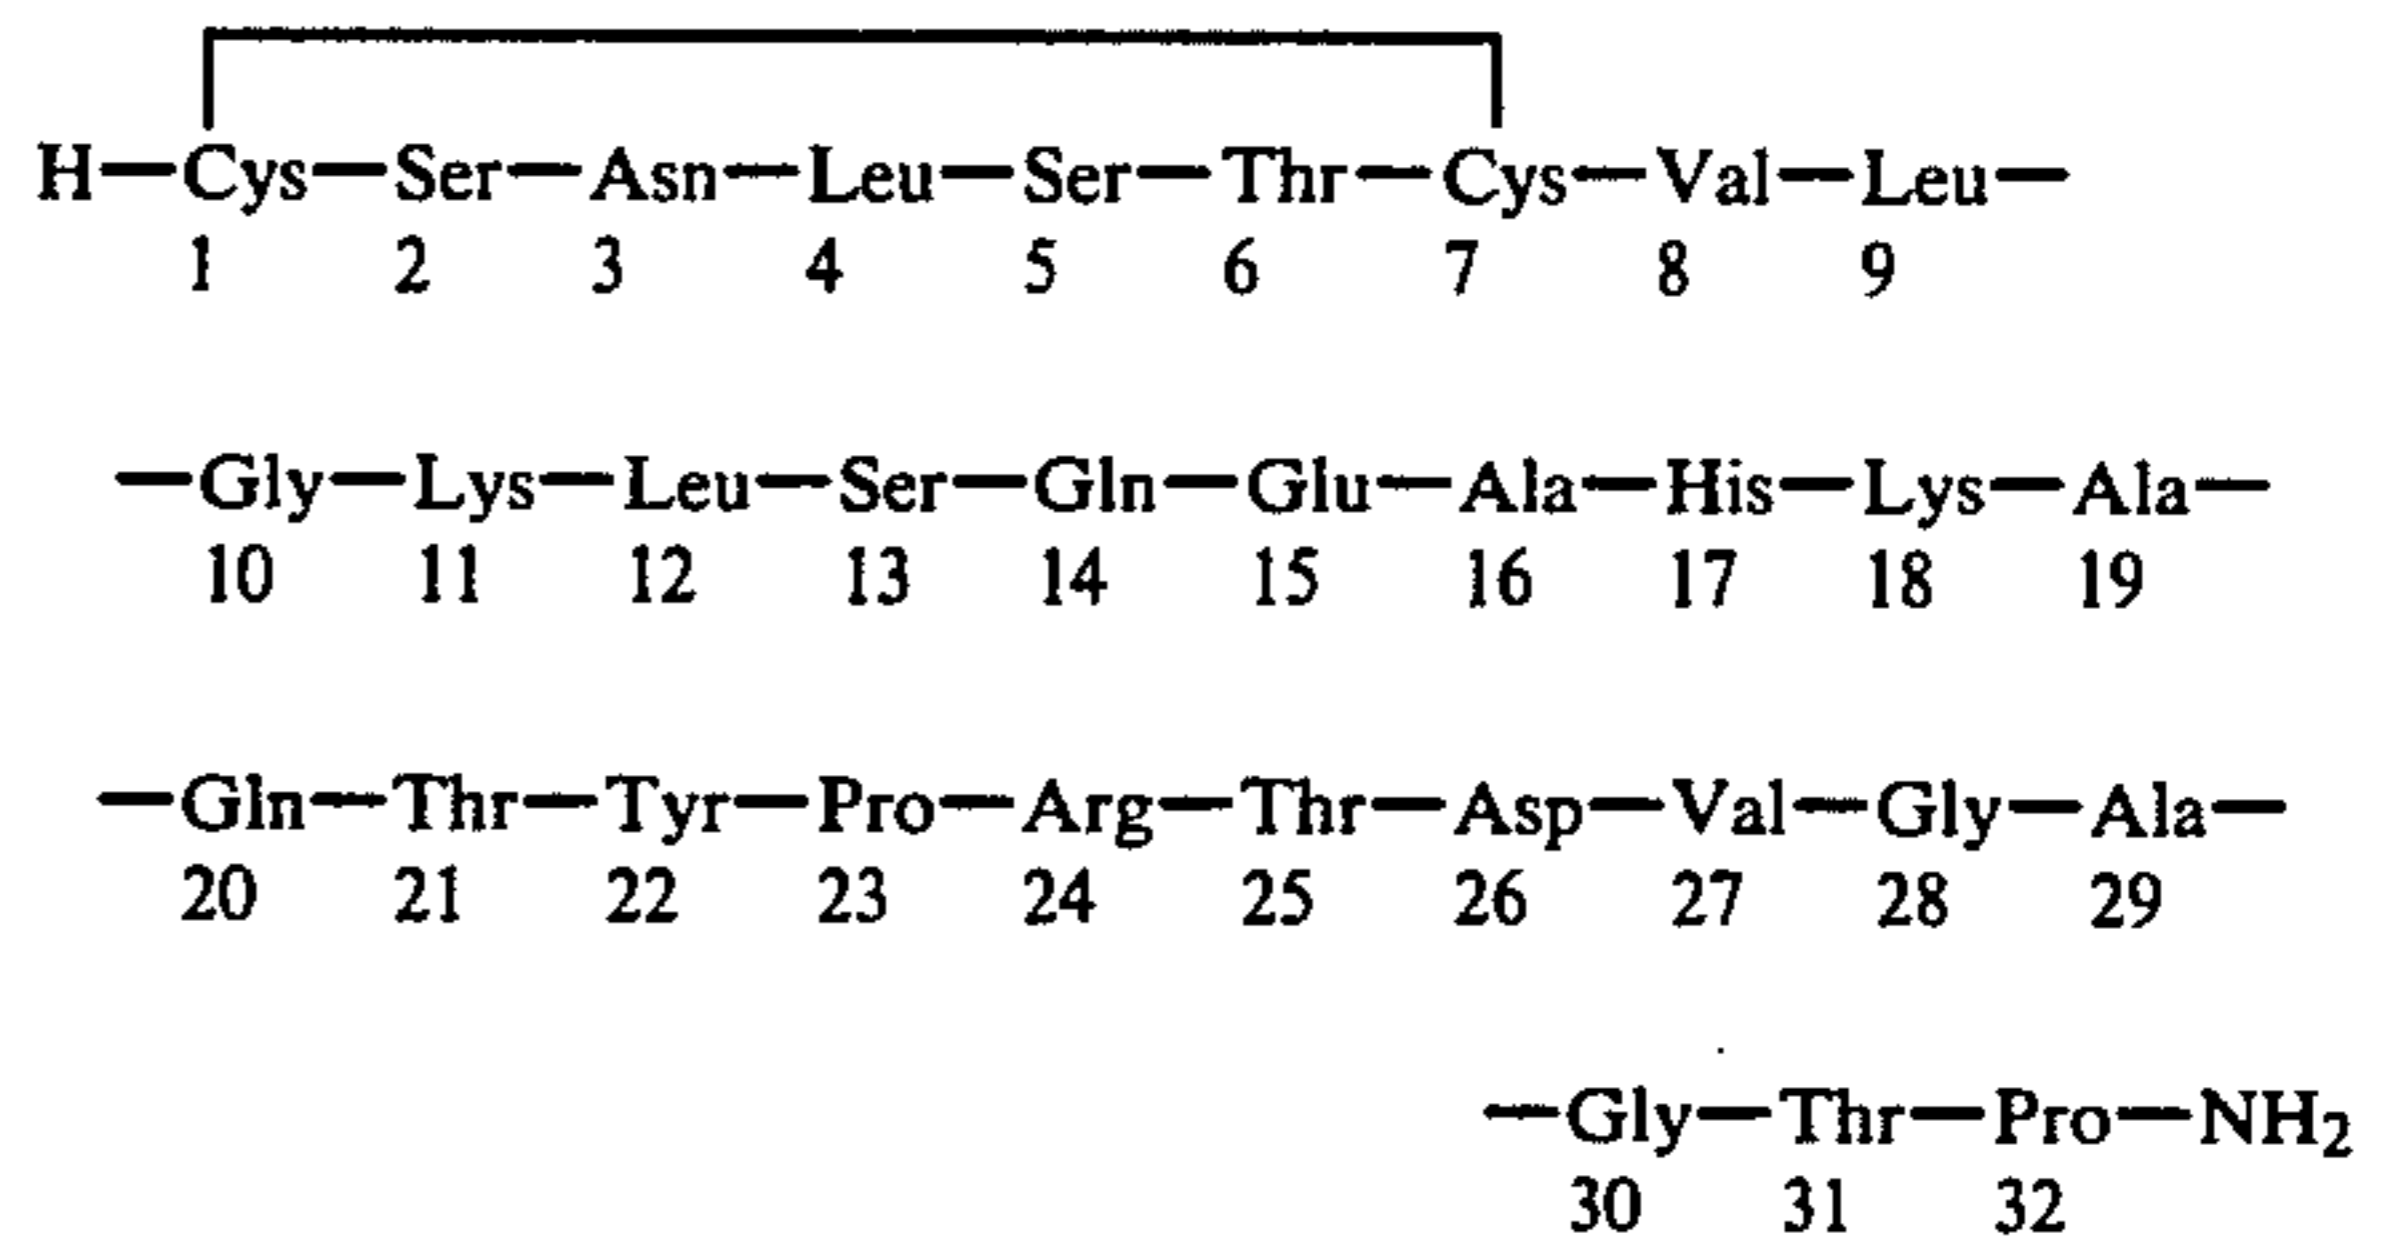 H—Cys—Ser—Asn—Leu—Ser—Thr—Cys—Val—Leu—
1 2 3 4 5 6 7 8 9
—Gly—Lys—Leu—Ser—Gln—Glu—Ala—His—Lys—Ala—
10 11 12 13 14 15 16 17 18 19
—Gln—Thr—Tyr—Pro—Arg—Thr—Asp—Val—Gly—Ala—
20 21 22 23 24 25 26 27 28 29
—Gly—Thr—Pro—NH₂
30 31 32